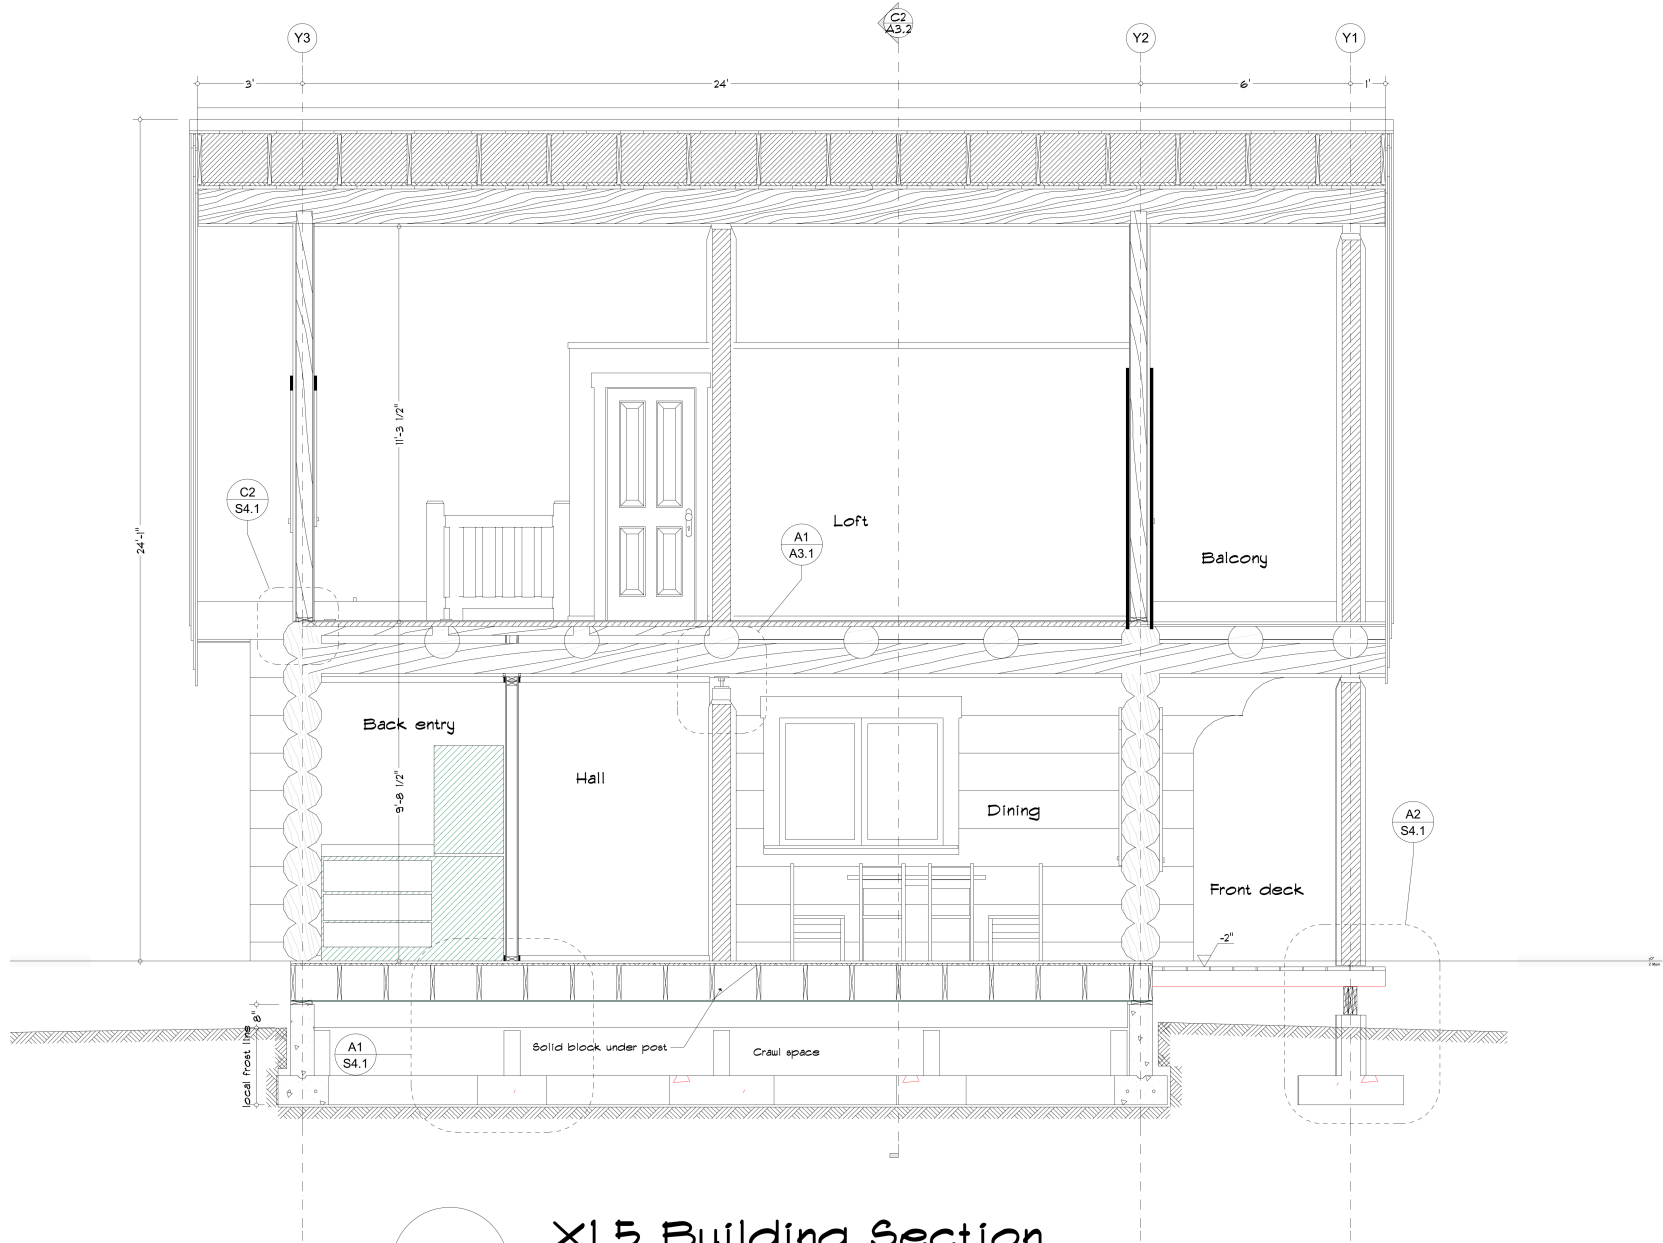 C2
A3.2
Y3
Y2
Y1
3'
24'
6'
1'
11'-3 1/2"
C2
S4.1
Loft
A1
A3.1
24'-1"
Balcony
Back entry
Hall
9'-8 1/2"
Dining
A2
S4.1
Front deck
-2"
8"
local frost line
A1
S4.1
Solid block under post
Crawl space
X1.5 Building Section